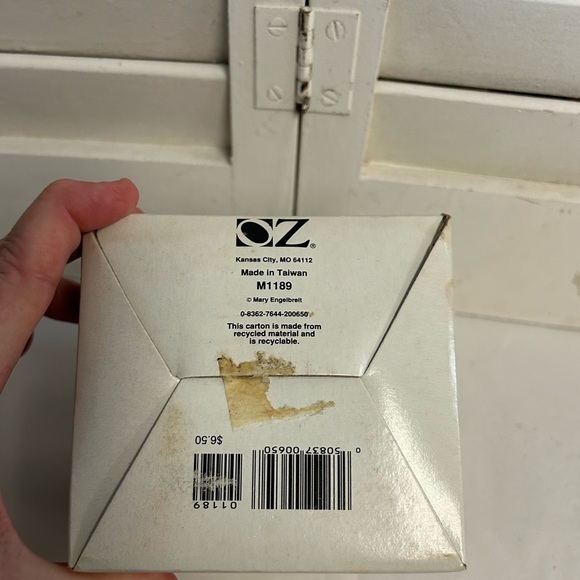 OZ®
Kansas City, MO 64112
Made in Taiwan
M1189
© Mary Engelbreit
0-8362-7644-200650
This carton is made from
recycled material and
is recyclable.
$6.50
0 50837 00650
01189